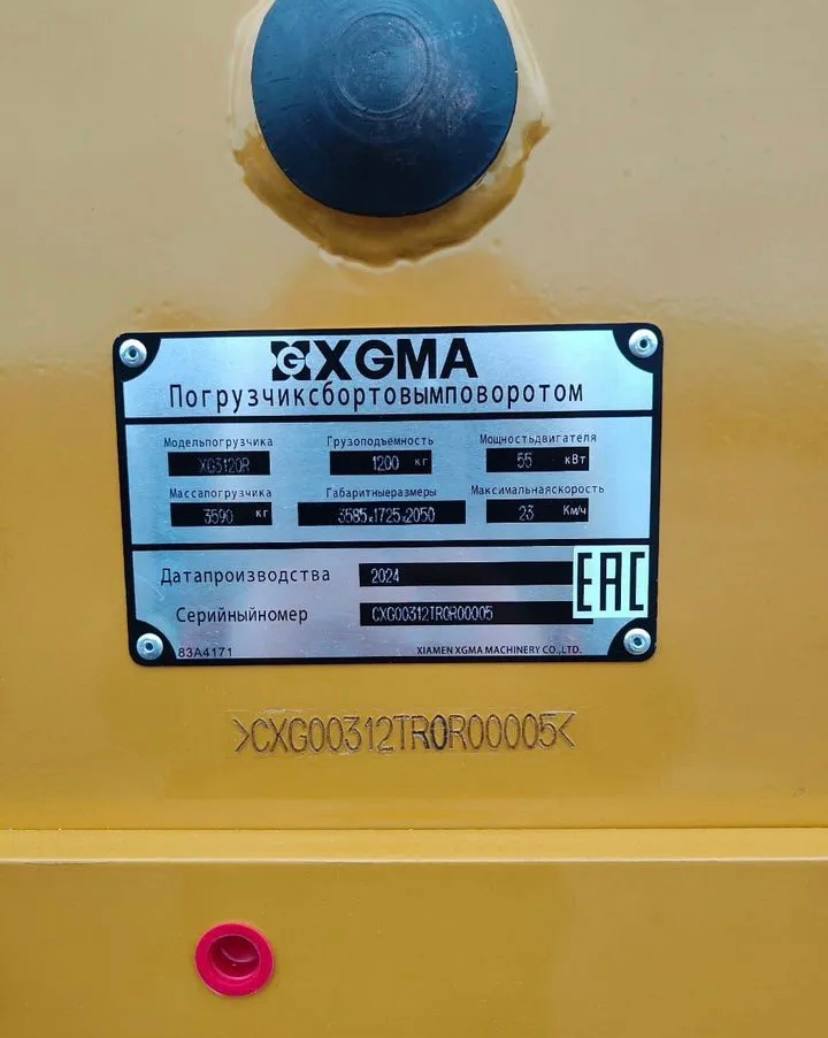 XGMA
Погрузчиксбортовымповоротом
Модельпогрузчика Грузоподъемность Мощностьдвигателя
XG3120R 1200 кг 55 кВт
Массапогрузчика Габаритныеразмеры Максимальнаяскорость
3590 кг 3585x1725x2050 23 Км/ч
Датапроизводства 2024
Серийныйномер CXG00312TR0R00005
EAC
83A4171 XIAMEN XGMA MACHINERY CO.,LTD.
>CXG00312TR0R00005<